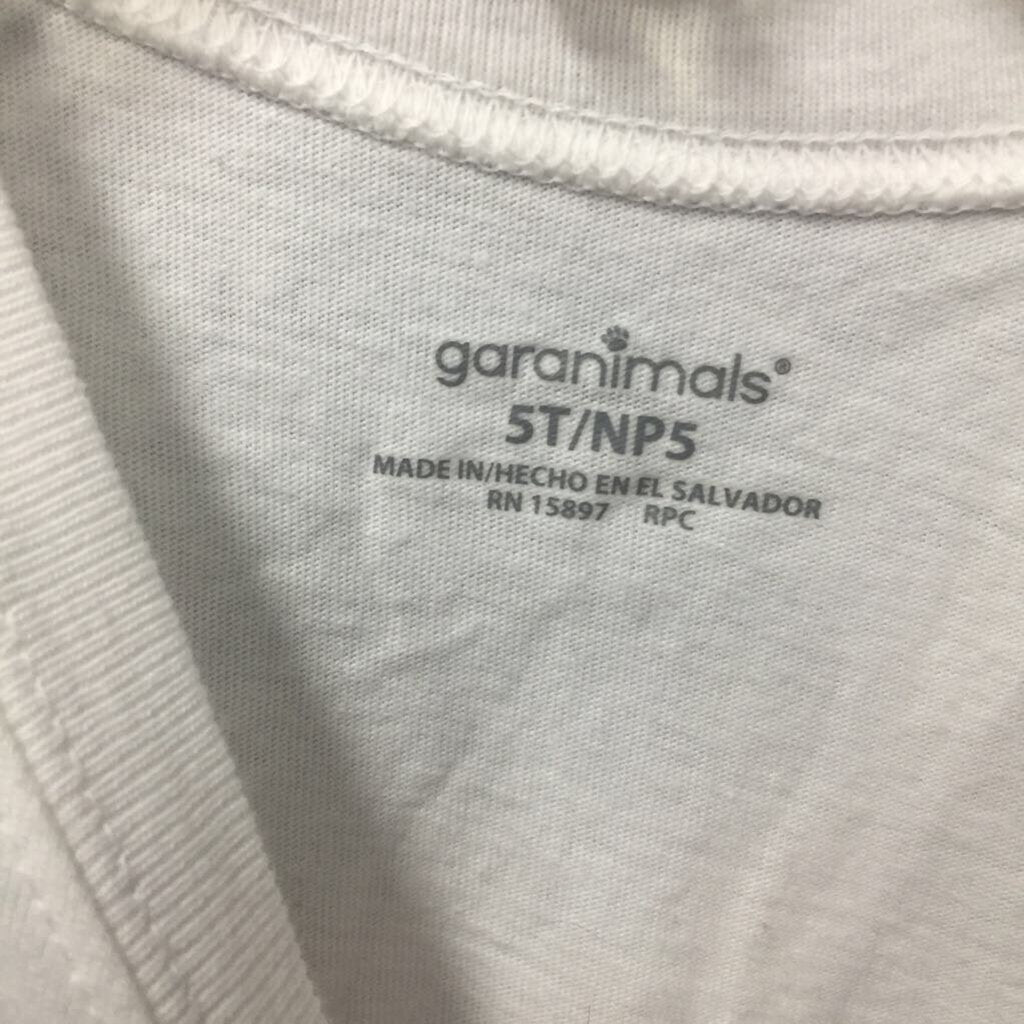 garanimals®
5T/NP5
MADE IN/HECHO EN EL SALVADOR
RN 15897 RPC